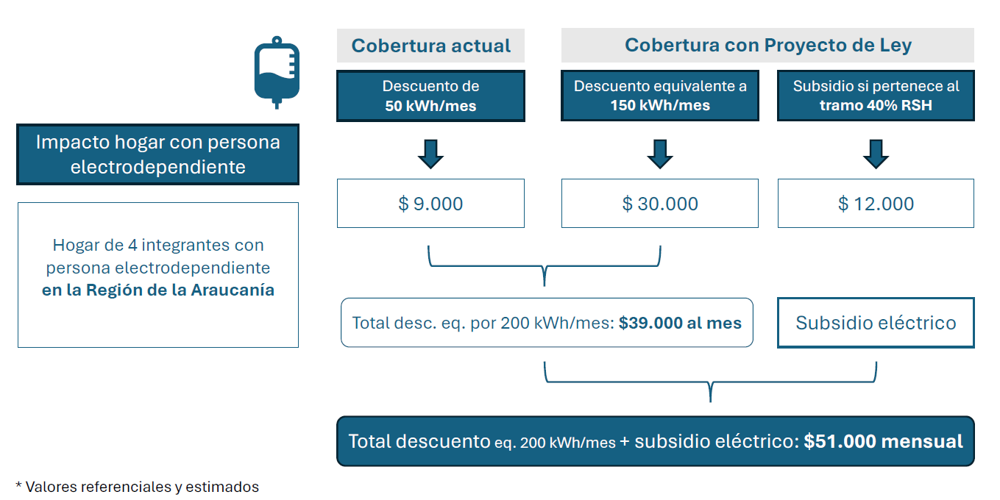 Cobertura actual
Cobertura con Proyecto de Ley
Descuento de
50 kWh/mes
Descuento equivalente a
150 kWh/mes
Subsidio si pertenece al
tramo 40% RSH
Impacto hogar con persona
electrodependiente
$ 9.000
$ 30.000
$ 12.000
Hogar de 4 integrantes con
persona electrodependiente
en la Región de la Araucanía
Total desc. eq. por 200 kWh/mes: $39.000 al mes
Subsidio eléctrico
Total descuento eq. 200 kWh/mes + subsidio eléctrico: $51.000 mensual
* Valores referenciales y estimados